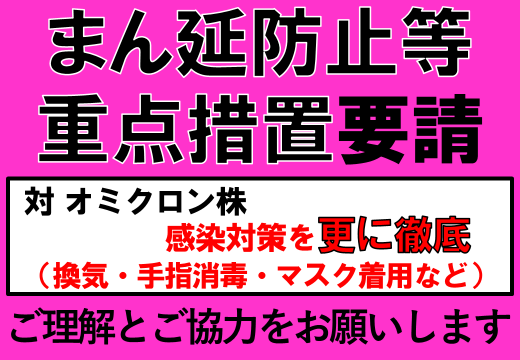 まん延防止等
重点措置要請
対 オミクロン株
感染対策を更に徹底
（換気・手指消毒・マスク着用など）
ご理解とご協力をお願いします